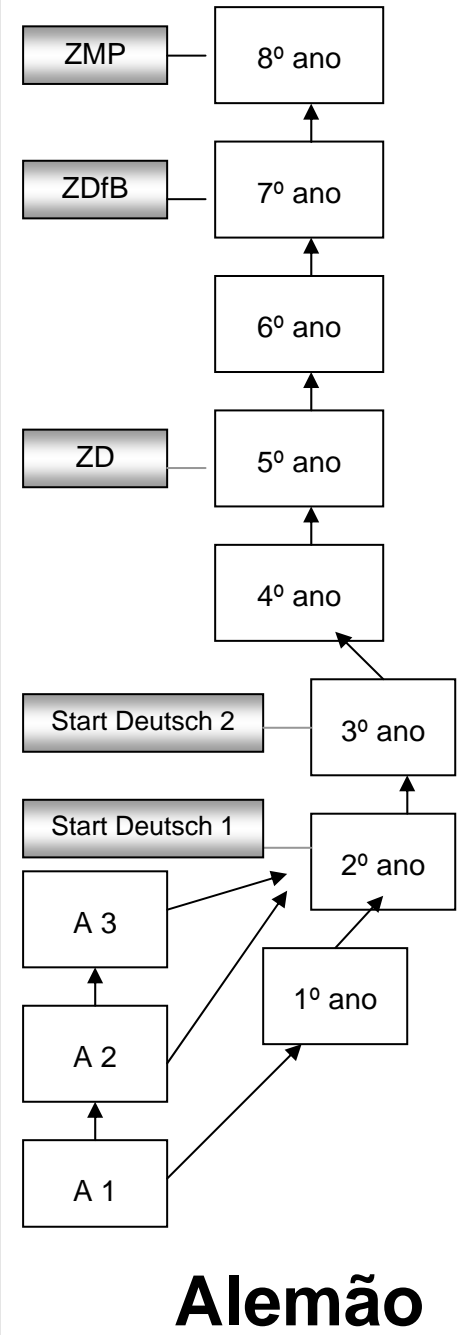 ZMP
8º ano
ZDfB
7º ano
6º ano
ZD
5º ano
4º ano
Start Deutsch 2
3º ano
Start Deutsch 1
2º ano
A 3
1º ano
A 2
A 1
Alemão